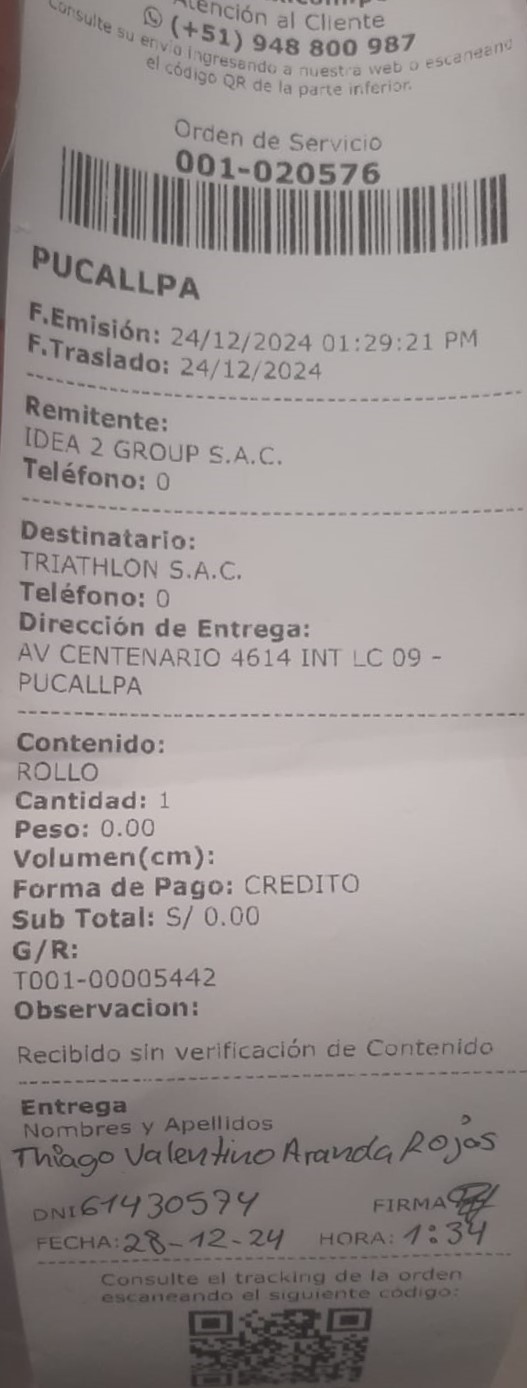 Atención al Cliente
(+51) 948 800 987
Consulte su envío ingresando a nuestra web o escaneando
el código QR de la parte inferior.
Orden de Servicio
001-020576
PUCALLPA
F.Emisión: 24/12/2024 01:29:21 PM
F.Traslado: 24/12/2024
Remitente:
IDEA 2 GROUP S.A.C.
Teléfono: 0
Destinatario:
TRIATHLON S.A.C.
Teléfono: 0
Dirección de Entrega:
AV CENTENARIO 4614 INT LC 09 -
PUCALLPA
Contenido:
ROLLO
Cantidad: 1
Peso: 0.00
Volumen(cm):
Forma de Pago: CREDITO
Sub Total: S/ 0.00
G/R:
T001-00005442
Observacion:
Recibido sin verificación de Contenido
Entrega
Nombres y Apellidos
Thiago Valentino Aranda Rojas
DNI 61430594 FIRMA
FECHA: 28-12-24 HORA: 1:34
Consulte el tracking de la orden
escaneando el siguiente código: